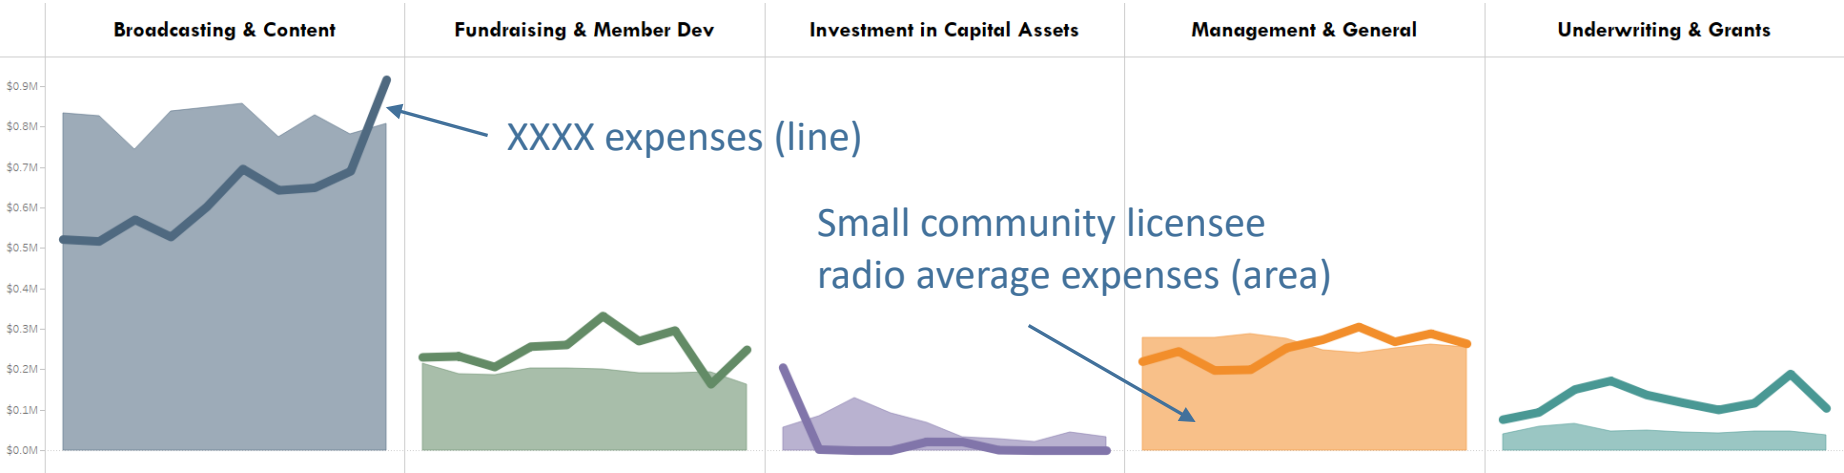 Broadcasting & Content
Fundraising & Member Dev
Investment in Capital Assets
Management & General
Underwriting & Grants
$0.9M
$0.8M
$0.7M
$0.6M
$0.5M
$0.4M
$0.3M
$0.2M
$0.1M
$0.0M
XXXX expenses (line)
Small community licensee
radio average expenses (area)